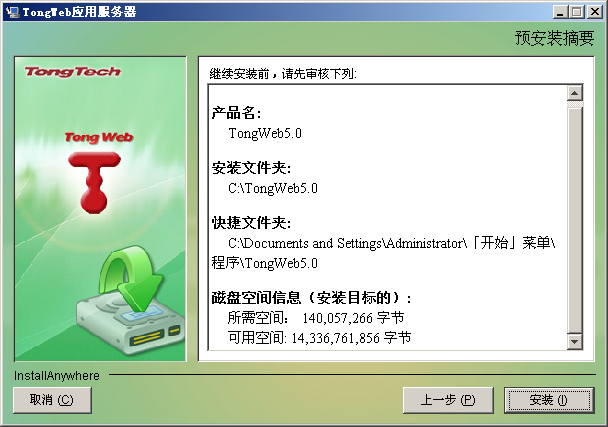 TongWeb应用服务器
预安装摘要
TongTech
Tong Web
继续安装前，请先审核下列:
产品名:
TongWeb5.0
安装文件夹:
C:\TongWeb5.0
快捷文件夹:
C:\Documents and Settings\Administrator\「开始」菜单\
程序\TongWeb5.0
磁盘空间信息（安装目标的）:
所需空间： 140,057,266 字节
可用空间: 14,336,761,856 字节
InstallAnywhere
取消 (C)
上一步 (P)
安装 (I)